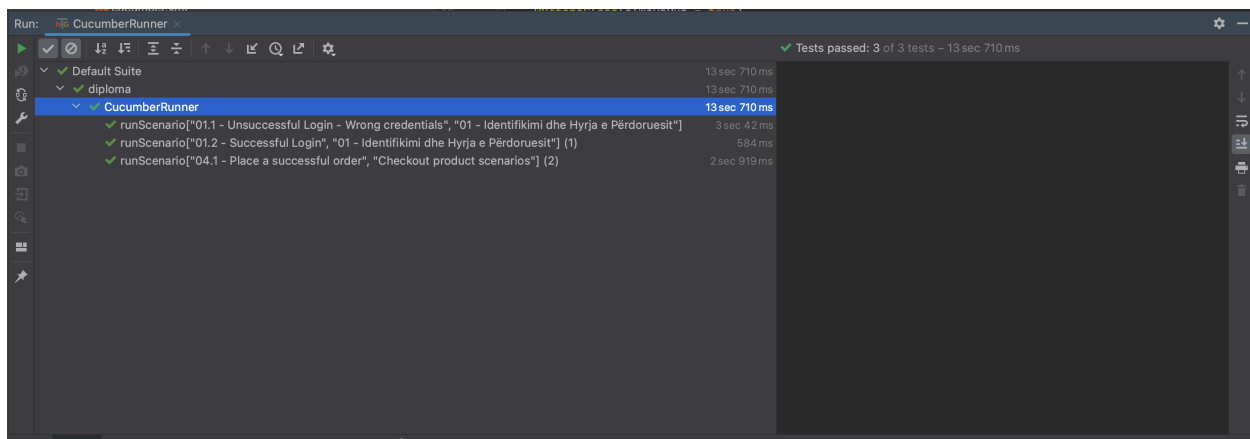 Run: CucumberRunner
Tests passed: 3 of 3 tests – 13 sec 710 ms
Default Suite 13 sec 710 ms
diploma 13 sec 710 ms
CucumberRunner 13 sec 710 ms
runScenario["01.1 - Unsuccessful Login - Wrong credentials", "01 - Identifikimi dhe Hyrja e Përdoruesit"] 3 sec 42 ms
runScenario["01.2 - Successful Login", "01 - Identifikimi dhe Hyrja e Përdoruesit"] (1) 584 ms
runScenario["04.1 - Place a successful order", "Checkout product scenarios"] (2) 2 sec 919 ms